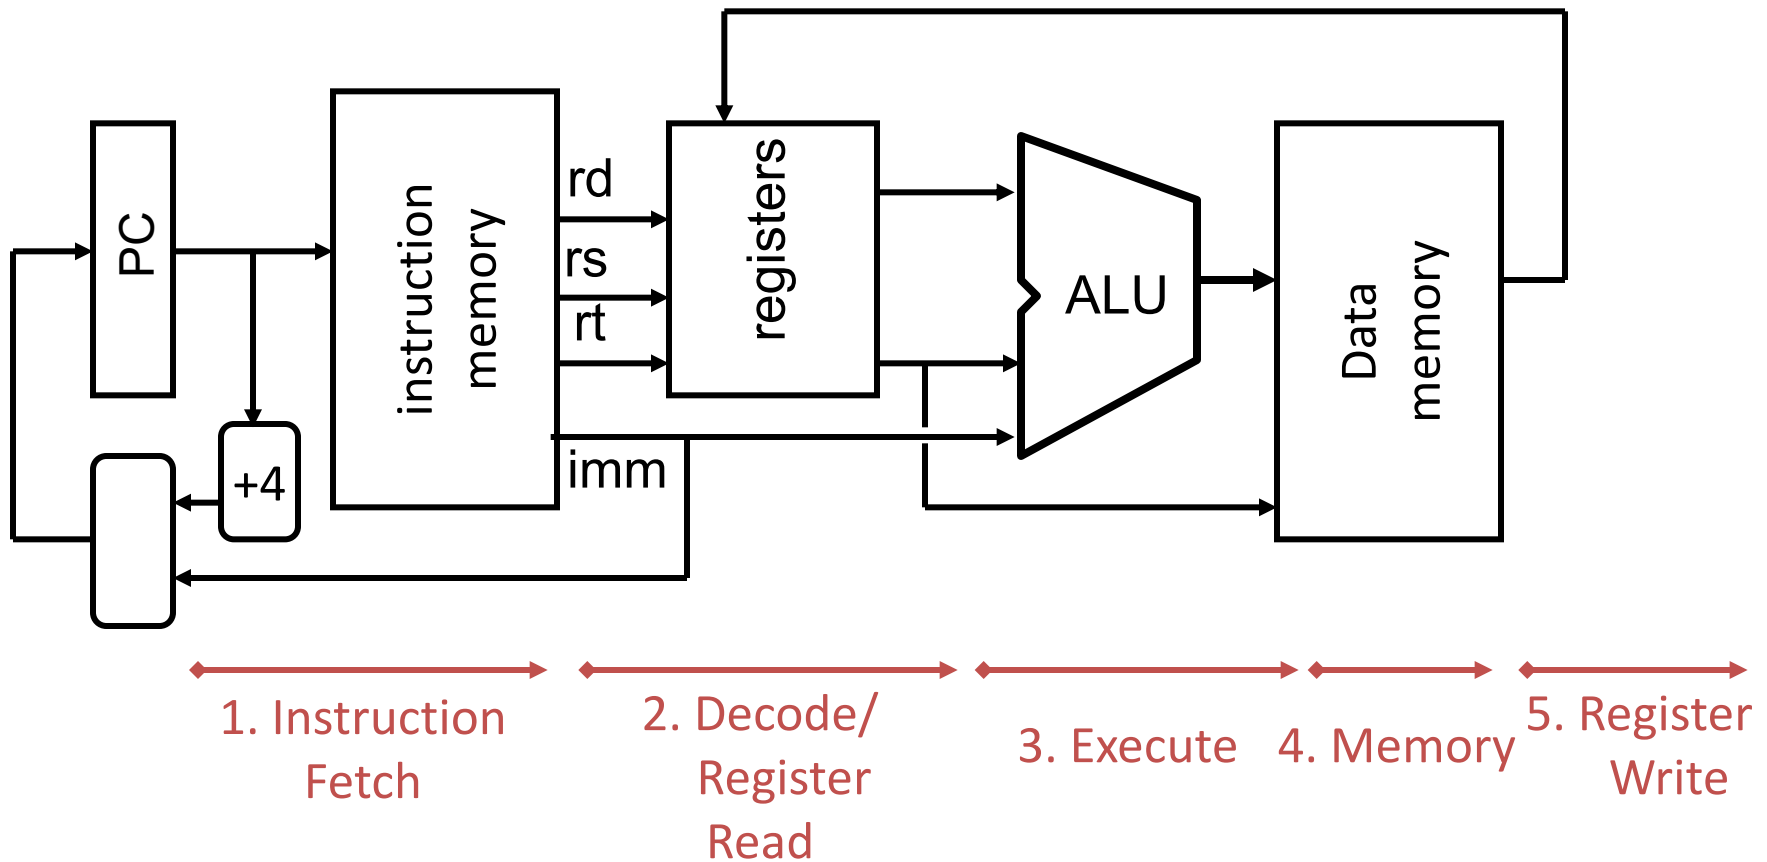 PC
+4
instruction
memory
rd
rs
rt
imm
registers
ALU
Data
memory
1. Instruction
Fetch
2. Decode/
Register
Read
3. Execute
4. Memory
5. Register
Write